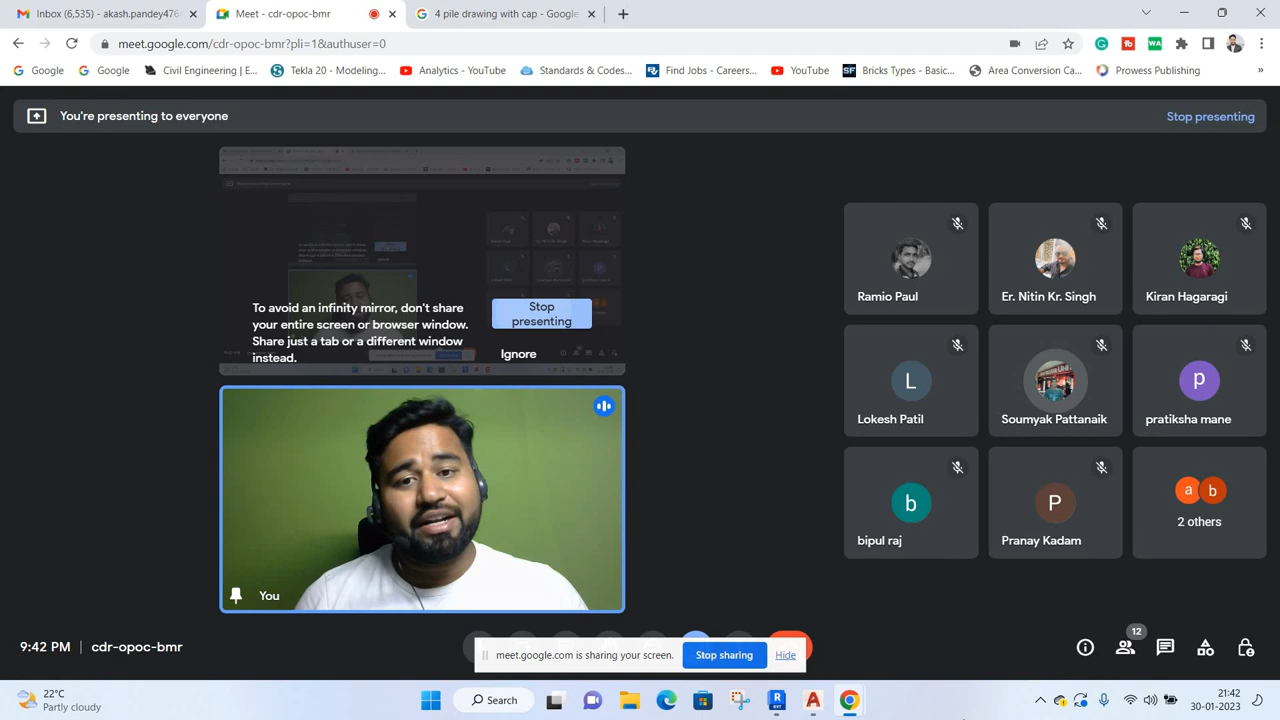 Inbox (6,535) - akash.pandey476
Meet - cdr-opoc-bmr
4 pile drawing with cap - Google
meet.google.com/cdr-opoc-bmr?pli=1&authuser=0
Google
Google
Civil Engineering | E...
Tekla 20 - Modeling...
Analytics - YouTube
Standards & Codes...
Find Jobs - Careers...
YouTube
Bricks Types - Basic...
Area Conversion Ca...
Prowess Publishing
»
You're presenting to everyone
Stop presenting
To avoid an infinity mirror, don't share
your entire screen or browser window.
Share just a tab or a different window
instead.
Stop
presenting
Ignore
You
Ramio Paul
Er. Nitin Kr. Singh
Kiran Hagaragi
L
Lokesh Patil
Soumyak Pattanaik
p
pratiksha mane
b
bipul raj
P
Pranay Kadam
a b
2 others
9:42 PM | cdr-opoc-bmr
meet.google.com is sharing your screen.
Stop sharing
Hide
12
22°C
Partly cloudy
Search
21:42
30-01-2023